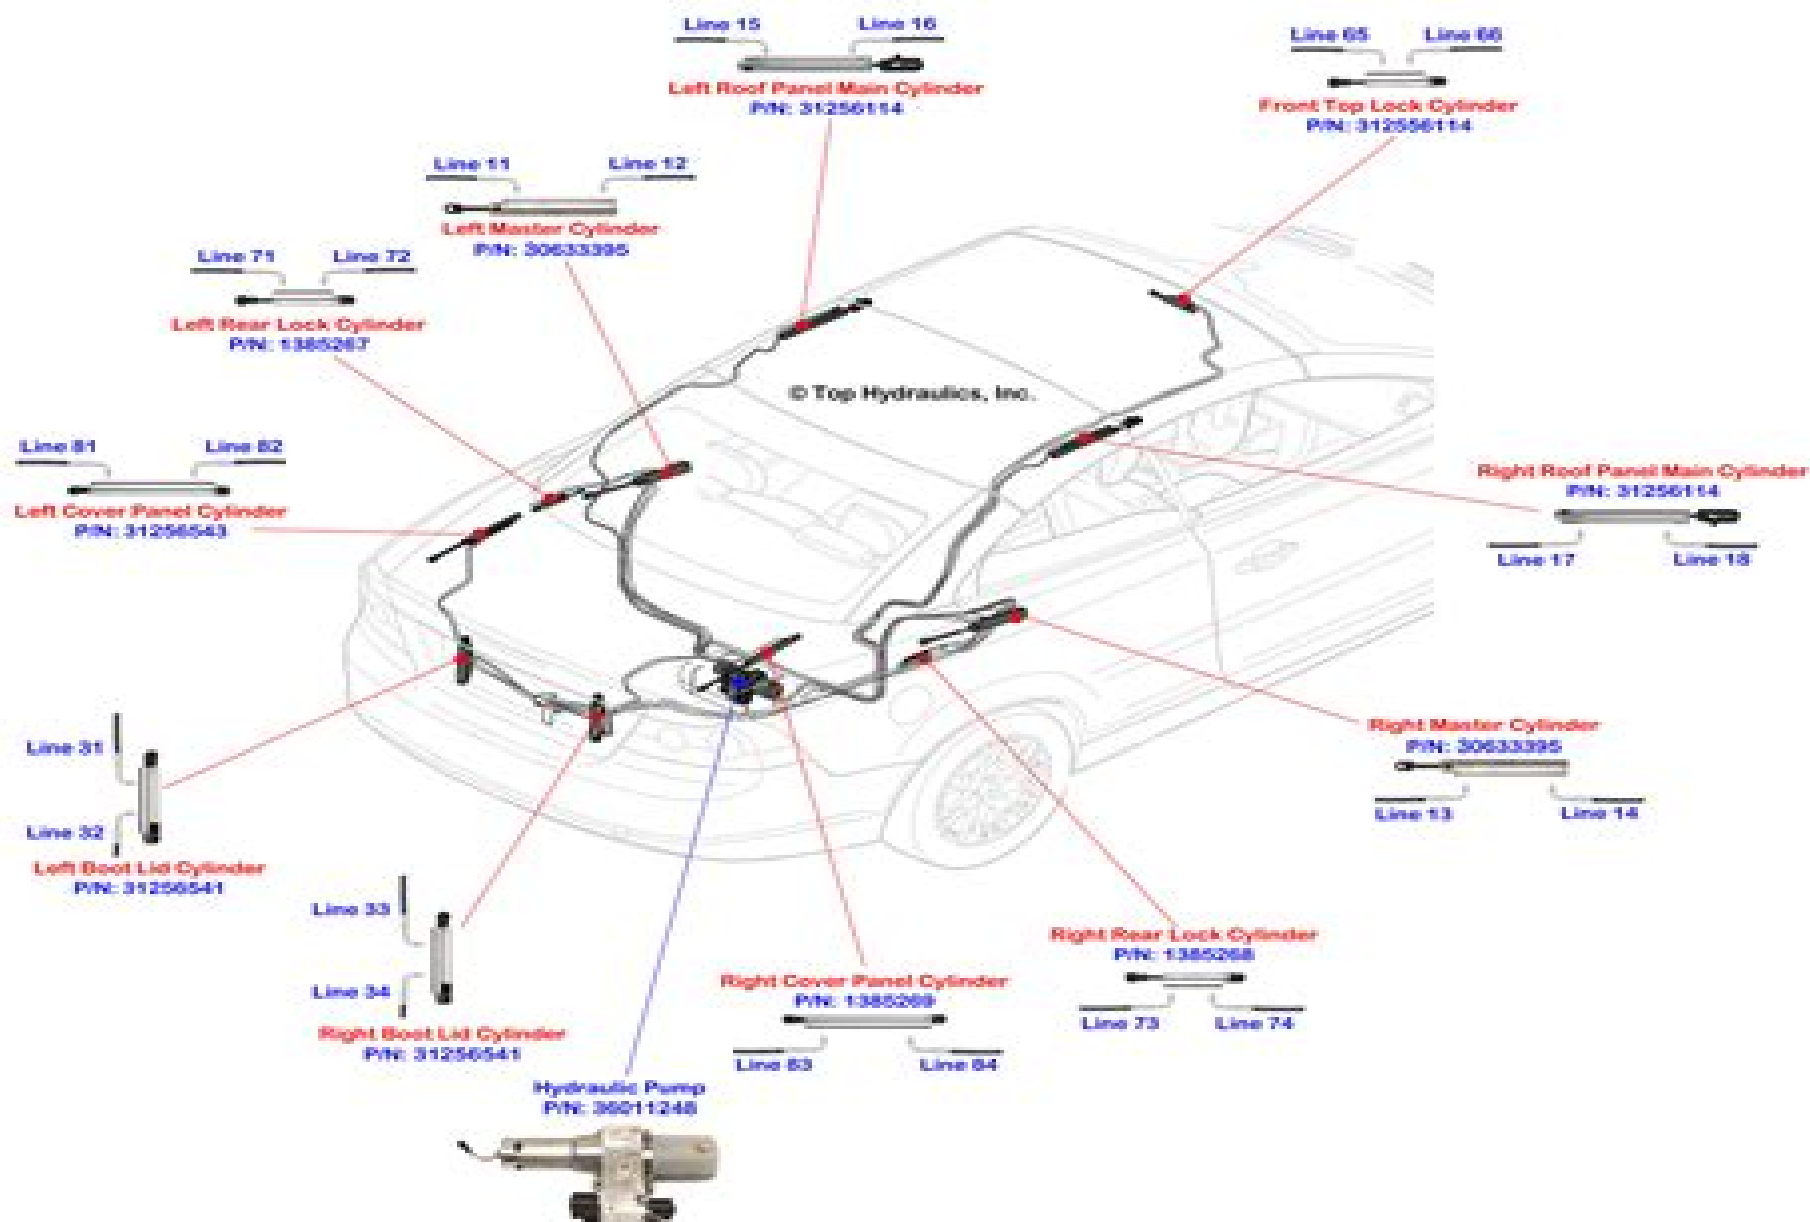 Line 15 Line 16
Left Roof Panel Main Cylinder
P/N: 31256114
Line 65 Line 66
Front Top Lock Cylinder
P/N: 312556114
Line 11 Line 12
Left Master Cylinder
P/N: 30633395
Line 71 Line 72
Left Rear Lock Cylinder
P/N: 1385267
© Top Hydraulics, Inc.
Line 81 Line 82
Left Cover Panel Cylinder
P/N: 31256543
Right Roof Panel Main Cylinder
P/N: 31256114
Line 17 Line 18
Right Master Cylinder
P/N: 30633395
Line 13 Line 14
Line 31
Line 32
Left Boot Lid Cylinder
P/N: 31256541
Line 33
Line 34
Right Boot Lid Cylinder
P/N: 31256541
Right Rear Lock Cylinder
P/N: 1385268
Line 73 Line 74
Right Cover Panel Cylinder
P/N: 1385269
Line 83 Line 84
Hydraulic Pump
P/N: 36011248